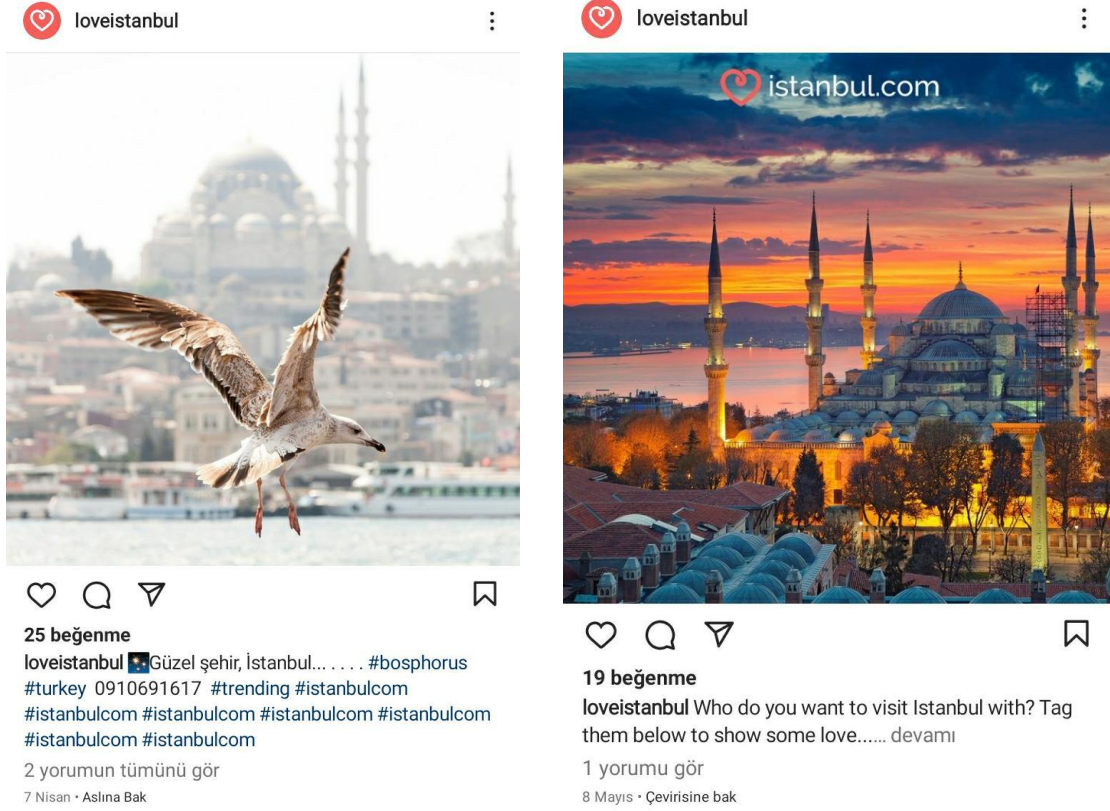 loveistanbul
25 beğenme
loveistanbul Güzel şehir, İstanbul... . . . . #bosphorus
#turkey 0910691617 #trending #istanbulcom
#istanbulcom #istanbulcom #istanbulcom #istanbulcom
#istanbulcom #istanbulcom
2 yorumun tümünü gör
7 Nisan • Aslına Bak
loveistanbul
istanbul.com
19 beğenme
loveistanbul Who do you want to visit Istanbul with? Tag
them below to show some love...... devamı
1 yorumu gör
8 Mayıs • Çevirisine bak